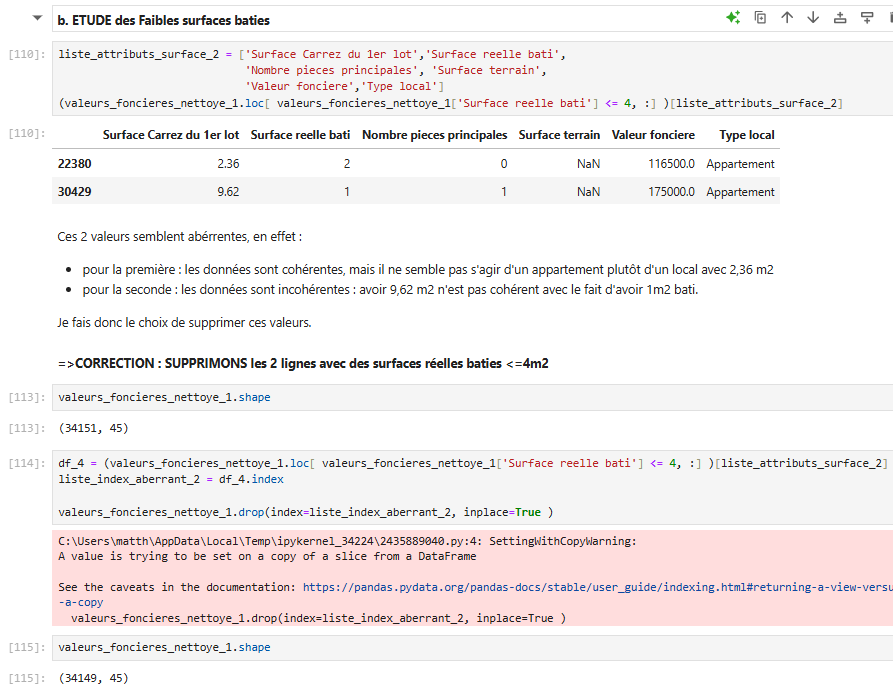 b. ETUDE des Faibles surfaces baties
[110]: liste_attributs_surface_2 = ['Surface Carrez du 1er lot','Surface reelle bati',
'Nombre pieces principales', 'Surface terrain',
'Valeur fonciere','Type local']
(valeurs_foncieres_nettoye_1.loc[ valeurs_foncieres_nettoye_1['Surface reelle bati'] <= 4, :] )[liste_attributs_surface_2]
[110]: Surface Carrez du 1er lot Surface reelle bati Nombre pieces principales Surface terrain Valeur fonciere Type local
22380 2.36 2 0 NaN 116500.0 Appartement
30429 9.62 1 1 NaN 175000.0 Appartement
Ces 2 valeurs semblent abérrentes, en effet :
• pour la première : les données sont cohérentes, mais il ne semble pas s'agir d'un appartement plutôt d'un local avec 2,36 m2
• pour la seconde : les données sont incohérentes : avoir 9,62 m2 n'est pas cohérent avec le fait d'avoir 1m2 bati.
Je fais donc le choix de supprimer ces valeurs.
=>CORRECTION : SUPPRIMONS les 2 lignes avec des surfaces réelles baties <=4m2
[113]: valeurs_foncieres_nettoye_1.shape
[113]: (34151, 45)
[114]: df_4 = (valeurs_foncieres_nettoye_1.loc[ valeurs_foncieres_nettoye_1['Surface reelle bati'] <= 4, :] )[liste_attributs_surface_2]
liste_index_aberrant_2 = df_4.index
valeurs_foncieres_nettoye_1.drop(index=liste_index_aberrant_2, inplace=True )
C:\Users\matth\AppData\Local\Temp\ipykernel_34224\2435889040.py:4: SettingWithCopyWarning:
A value is trying to be set on a copy of a slice from a DataFrame
See the caveats in the documentation: https://pandas.pydata.org/pandas-docs/stable/user_guide/indexing.html#returning-a-view-versu
-a-copy
valeurs_foncieres_nettoye_1.drop(index=liste_index_aberrant_2, inplace=True )
[115]: valeurs_foncieres_nettoye_1.shape
[115]: (34149, 45)